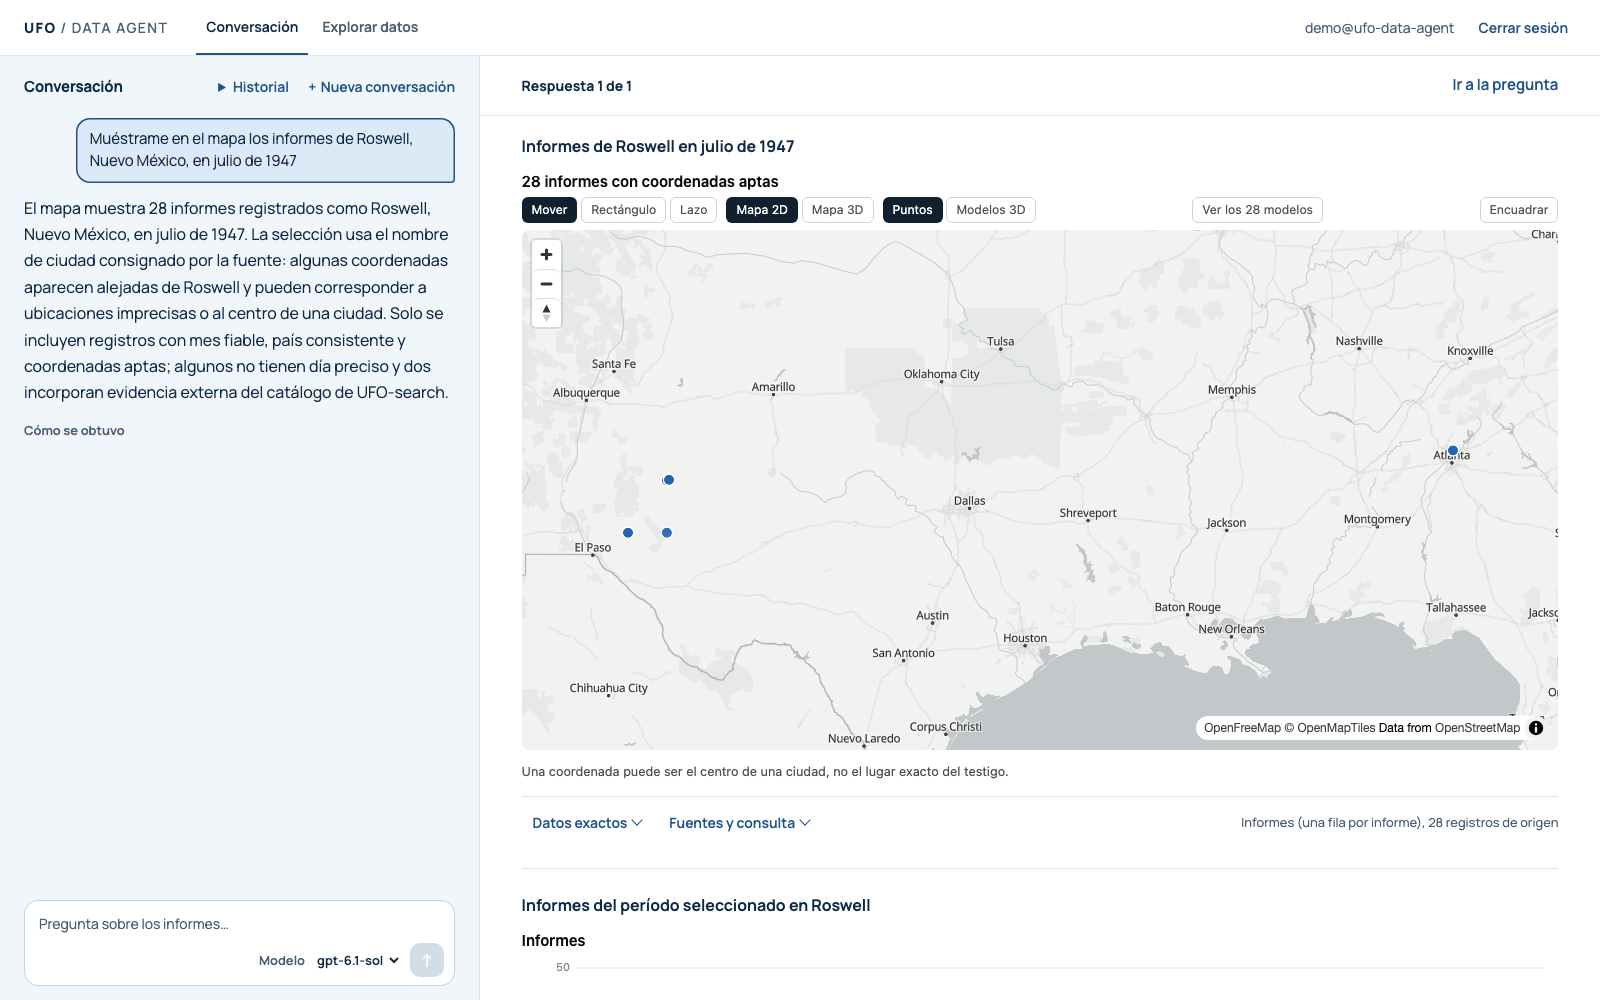 UFO / DATA AGENT
Conversación
Explorar datos
demo@ufo-data-agent
Cerrar sesión
Conversación
Historial
+ Nueva conversación
Muéstrame en el mapa los informes de Roswell,
Nuevo México, en julio de 1947
El mapa muestra 28 informes registrados como Roswell,
Nuevo México, en julio de 1947. La selección usa el nombre
de ciudad consignado por la fuente: algunas coordenadas
aparecen alejadas de Roswell y pueden corresponder a
ubicaciones imprecisas o al centro de una ciudad. Solo se
incluyen registros con mes fiable, país consistente y
coordenadas aptas; algunos no tienen día preciso y dos
incorporan evidencia externa del catálogo de UFO-search.
Cómo se obtuvo
Pregunta sobre los informes…
Modelo
gpt-6.1-sol
Respuesta 1 de 1
Ir a la pregunta
Informes de Roswell en julio de 1947
28 informes con coordenadas aptas
Mover
Rectángulo
Lazo
Mapa 2D
Mapa 3D
Puntos
Modelos 3D
Ver los 28 modelos
Encuadrar
Tulsa
Nashville
Knoxville
Santa Fe
Oklahoma City
Albuquerque
Amarillo
Memphis
Atlanta
Dallas
Shreveport
Jackson
Montgomery
El Paso
Austin
Baton Rouge
Tallahassee
Houston
New Orleans
San Antonio
Chihuahua City
Corpus Christi
Nuevo Laredo
OpenFreeMap © OpenMapTiles Data from OpenStreetMap
Una coordenada puede ser el centro de una ciudad, no el lugar exacto del testigo.
Datos exactos
Fuentes y consulta
Informes (una fila por informe), 28 registros de origen
Informes del período seleccionado en Roswell
Informes
50